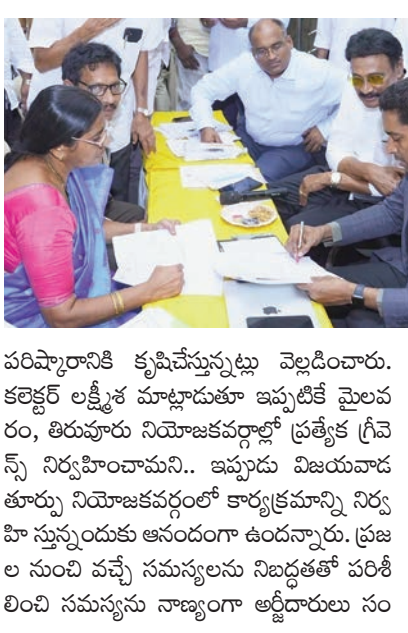 పరిష్కారానికి కృషిచేస్తున్నట్లు వెల్లడించారు.
కలెక్టర్ లక్ష్మీశ మాట్లాడుతూ ఇప్పటికే మైలవ
రం, తిరువూరు నియోజకవర్గాల్లో ప్రత్యేక గ్రీవె
న్స్ నిర్వహించామని.. ఇప్పుడు విజయవాడ
తూర్పు నియోజకవర్గంలో కార్యక్రమాన్ని నిర్వ
హి స్తున్నందుకు ఆనందంగా ఉందన్నారు. ప్రజ
ల నుంచి వచ్చే సమస్యలను నిబద్ధతతో పరిశీ
లించి సమస్యను నాణ్యంగా అర్జీదారులు సం